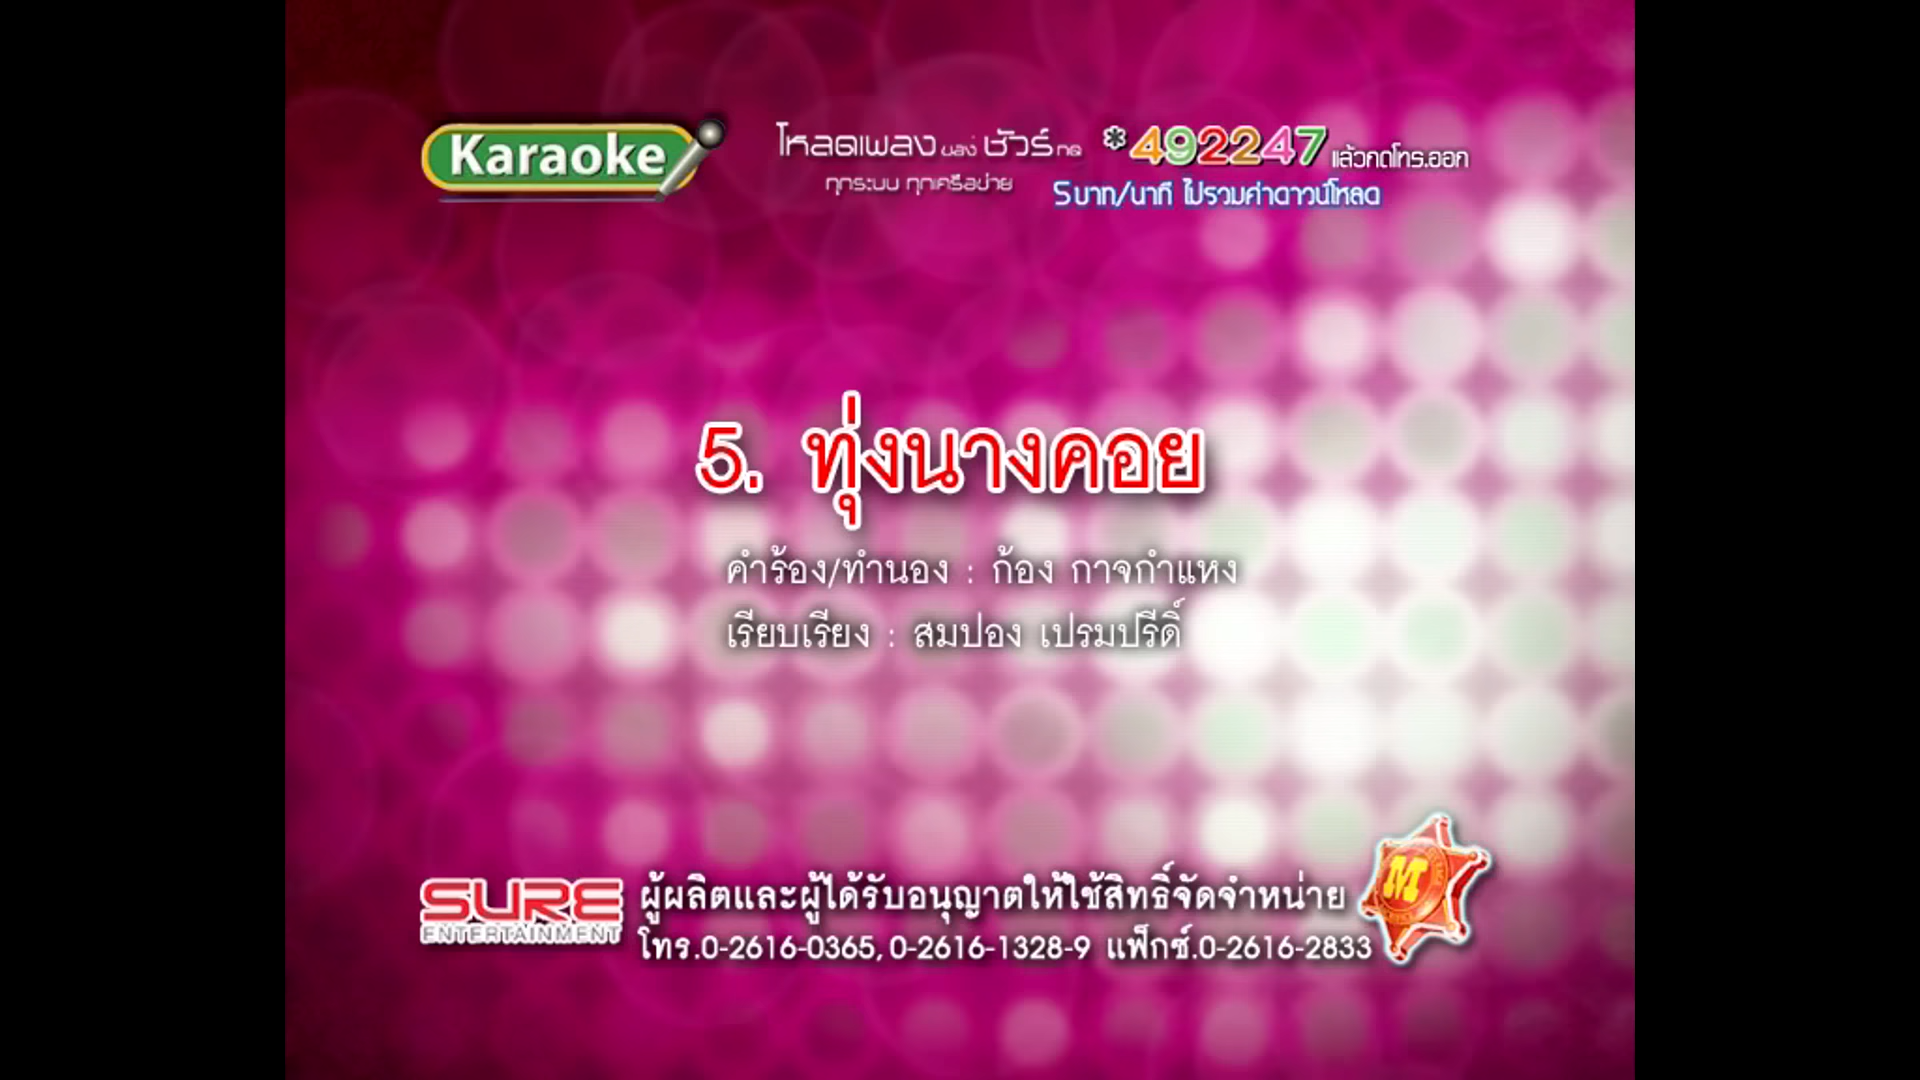 Karaoke
โหลดเพลง ของ ชัวร์ กด *492247 แล้วกดโทร.ออก
ทุกระบบ ทุกเครือข่าย 5บาท/นาที ไม่รวมค่าดาวน์โหลด
5. ทุ่งนางคอย
คำร้อง/ทำนอง : ก้อง กาจกำแหง
เรียบเรียง : สมปอง เปรมปรีดิ์
SURE ENTERTAINMENT
ผู้ผลิตและผู้ได้รับอนุญาตให้ใช้สิทธิ์จัดจำหน่าย
โทร.0-2616-0365, 0-2616-1328-9 แฟ็กซ์.0-2616-2833
M